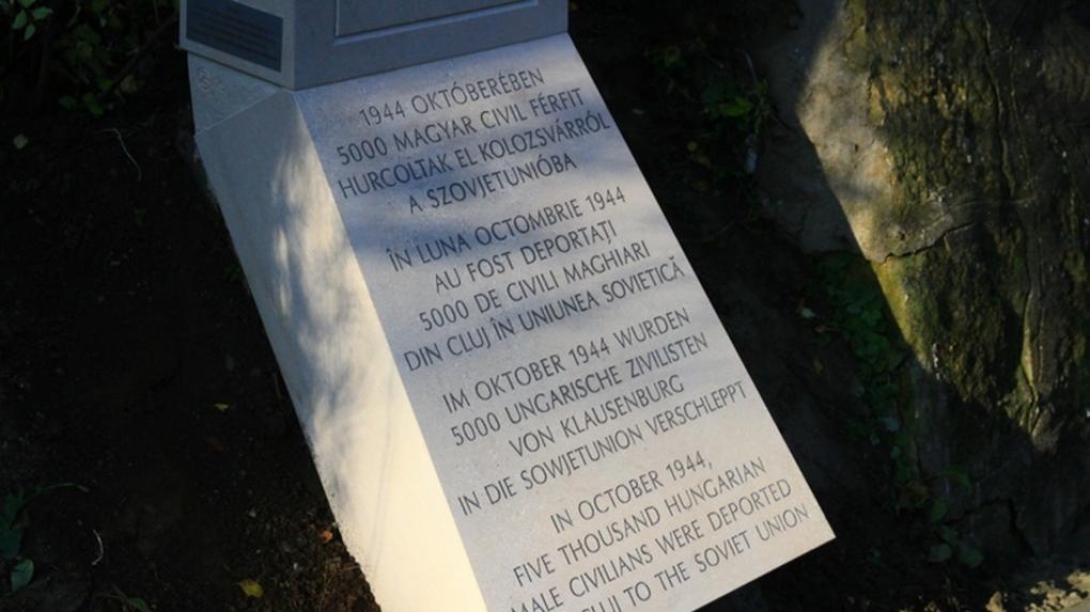 1944 OKTÓBERÉBEN
5000 MAGYAR CIVIL FÉRFIT
HURCOLTAK EL KOLOZSVÁRRÓL
A SZOVJETUNIÓBA
ÎN LUNA OCTOMBRIE 1944
AU FOST DEPORTAȚI
5000 DE CIVILI MAGHIARI
DIN CLUJ ÎN UNIUNEA SOVIETICĂ
IM OKTOBER 1944 WURDEN
5000 UNGARISCHE ZIVILISTEN
VON KLAUSENBURG
IN DIE SOWJETUNION VERSCHLEPPT
IN OCTOBER 1944,
FIVE THOUSAND HUNGARIAN
MALE CIVILIANS WERE DEPORTED
CLUJ TO THE SOVIET UNION